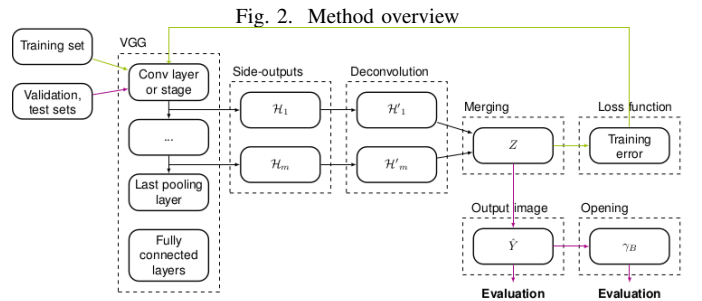 Fig. 2. Method overview
Training set
VGG
Conv layer
or stage
Validation,
test sets
Side-outputs
Deconvolution
ℋ₁
ℋ′₁
Merging
Loss function
...
Z
Training
error
ℋₘ
ℋ′ₘ
Last pooling
layer
Output image
Opening
Fully
connected
layers
Ŷ
γ_B
Evaluation
Evaluation